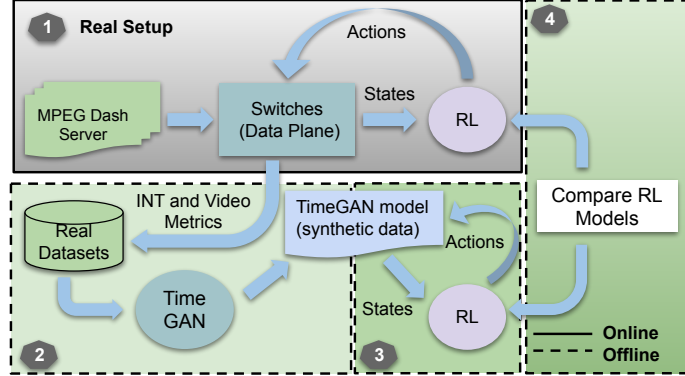 1 Real Setup
Actions
4
MPEG Dash
Server
Switches
(Data Plane)
States
RL
INT and Video
Metrics
Real
Datasets
TimeGAN model
(synthetic data)
Actions
Compare RL
Models
Time
GAN
States
RL
2
3
Online
Offline